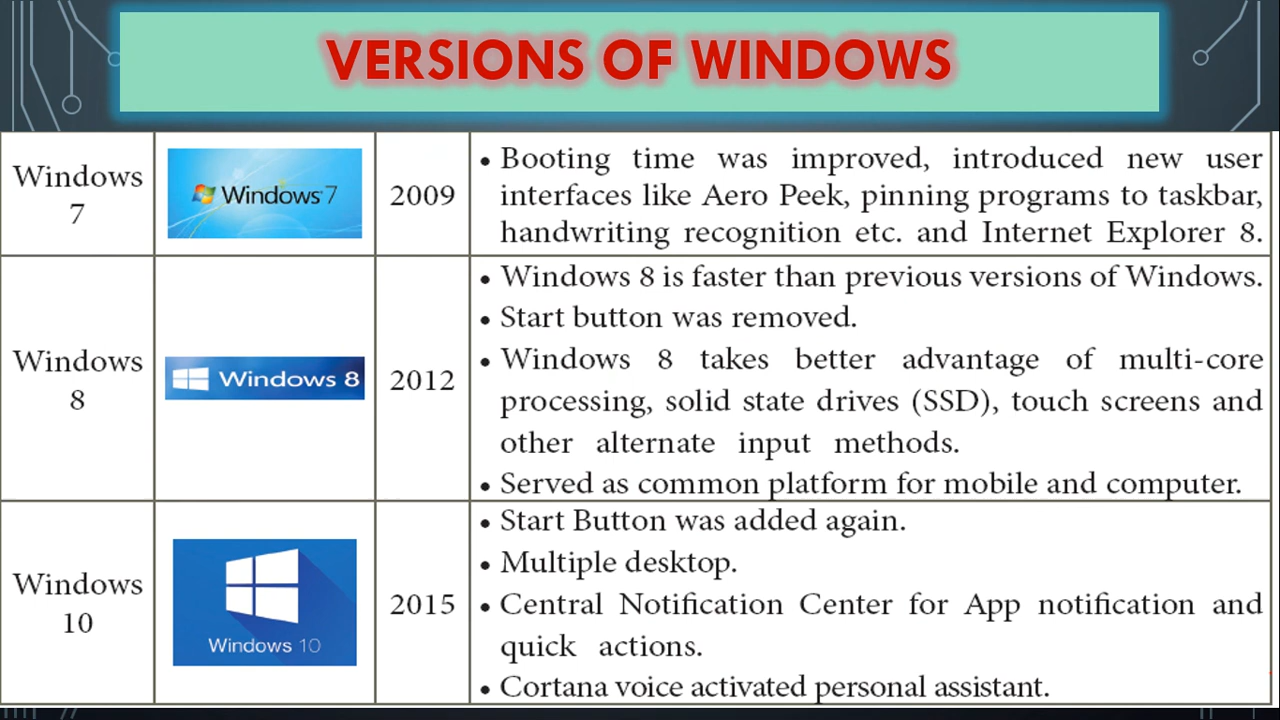 VERSIONS OF WINDOWS
Windows
7
Windows 7
2009
• Booting time was improved, introduced new user
interfaces like Aero Peek, pinning programs to taskbar,
handwriting recognition etc. and Internet Explorer 8.
Windows
8
Windows 8
2012
• Windows 8 is faster than previous versions of Windows.
• Start button was removed.
• Windows 8 takes better advantage of multi-core
processing, solid state drives (SSD), touch screens and
other alternate input methods.
• Served as common platform for mobile and computer.
Windows
10
Windows 10
2015
• Start Button was added again.
• Multiple desktop.
• Central Notification Center for App notification and
quick actions.
• Cortana voice activated personal assistant.